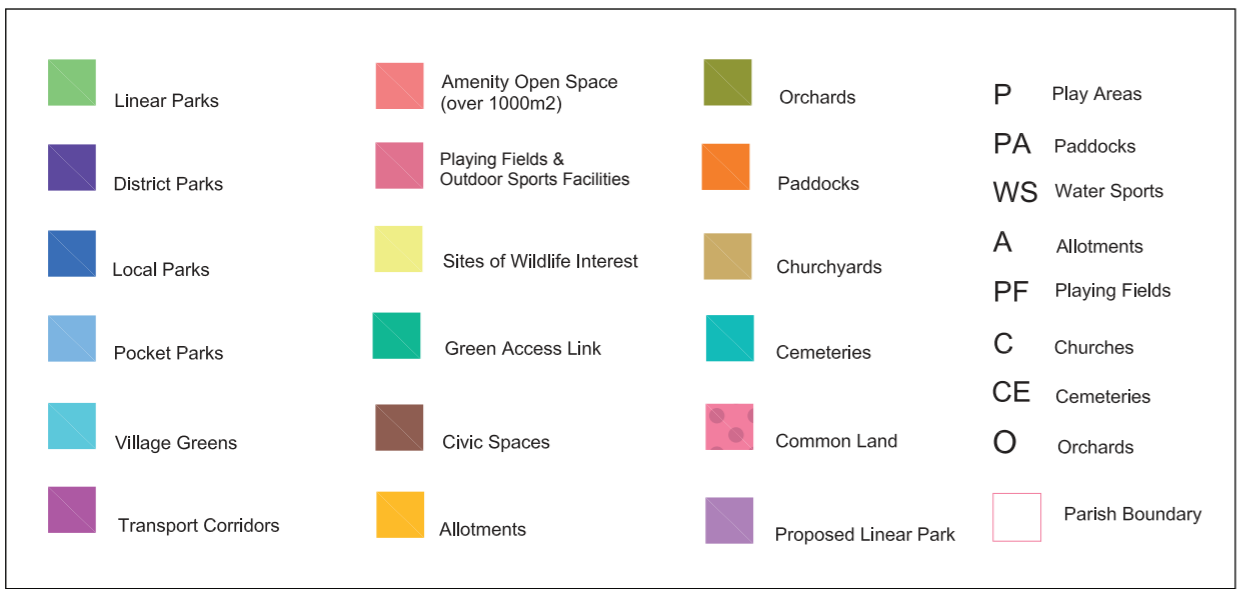 Linear Parks
District Parks
Local Parks
Pocket Parks
Village Greens
Transport Corridors
Amenity Open Space
(over 1000m2)
Playing Fields &
Outdoor Sports Facilities
Sites of Wildlife Interest
Green Access Link
Civic Spaces
Allotments
Orchards
Paddocks
Churchyards
Cemeteries
Common Land
Proposed Linear Park
P Play Areas
PA Paddocks
WS Water Sports
A Allotments
PF Playing Fields
C Churches
CE Cemeteries
O Orchards
Parish Boundary